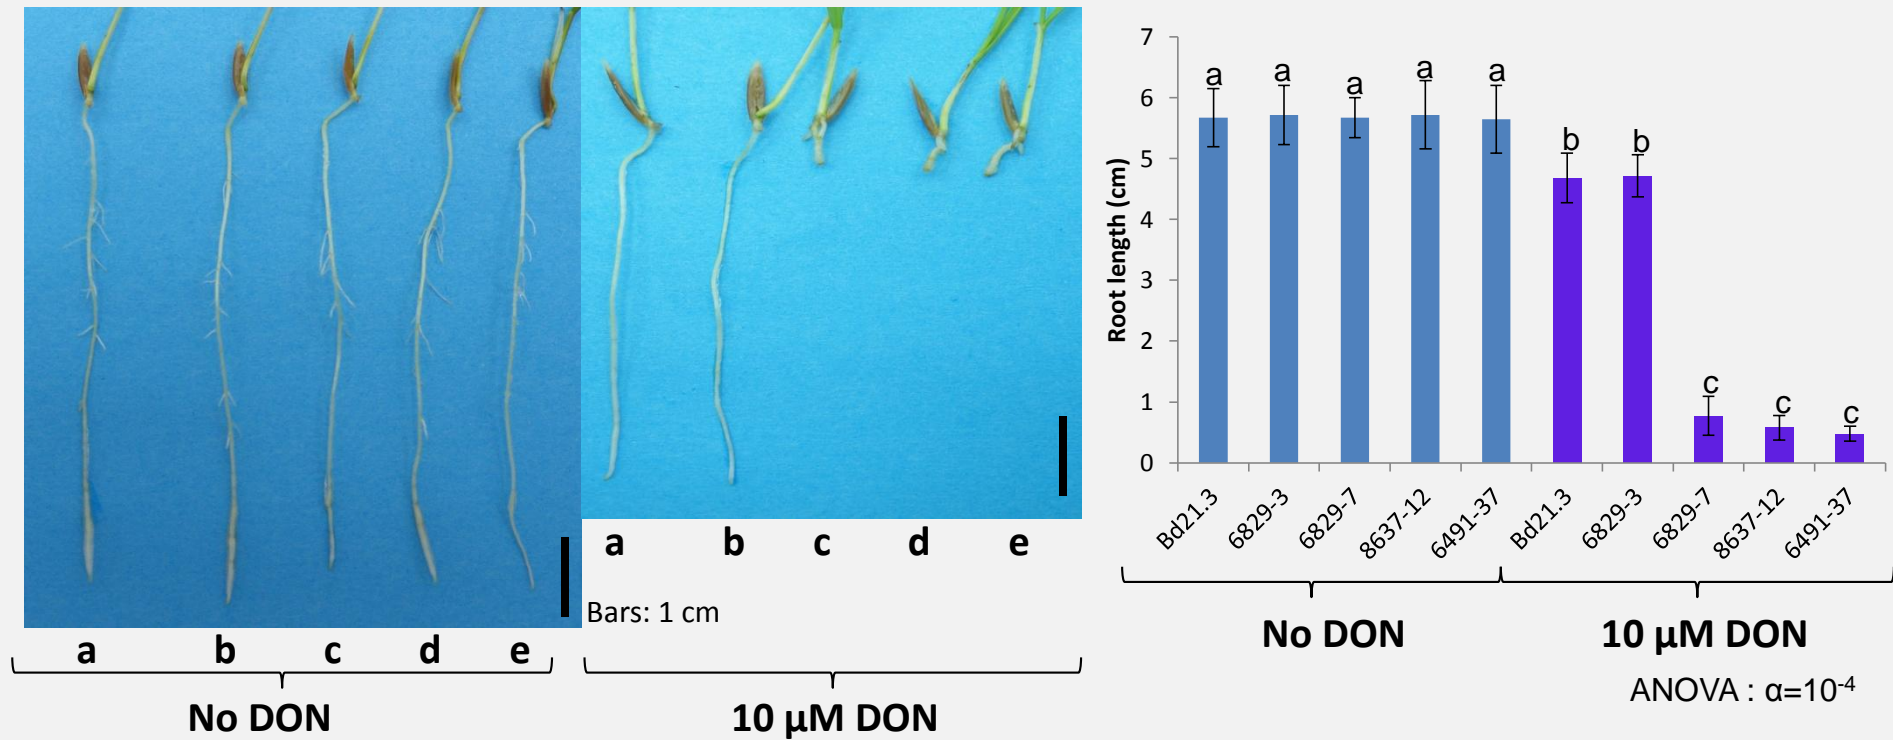 a b c d e
No DON
a b c d e
Bars: 1 cm
10 µM DON
7
6
5
4
3
2
1
0
Root length (cm)
a a a a a b b c c c
Bd21.3 6829-3 6829-7 8637-12 6491-37 Bd21.3 6829-3 6829-7 8637-12 6491-37
No DON 10 µM DON
ANOVA : α=10⁻⁴